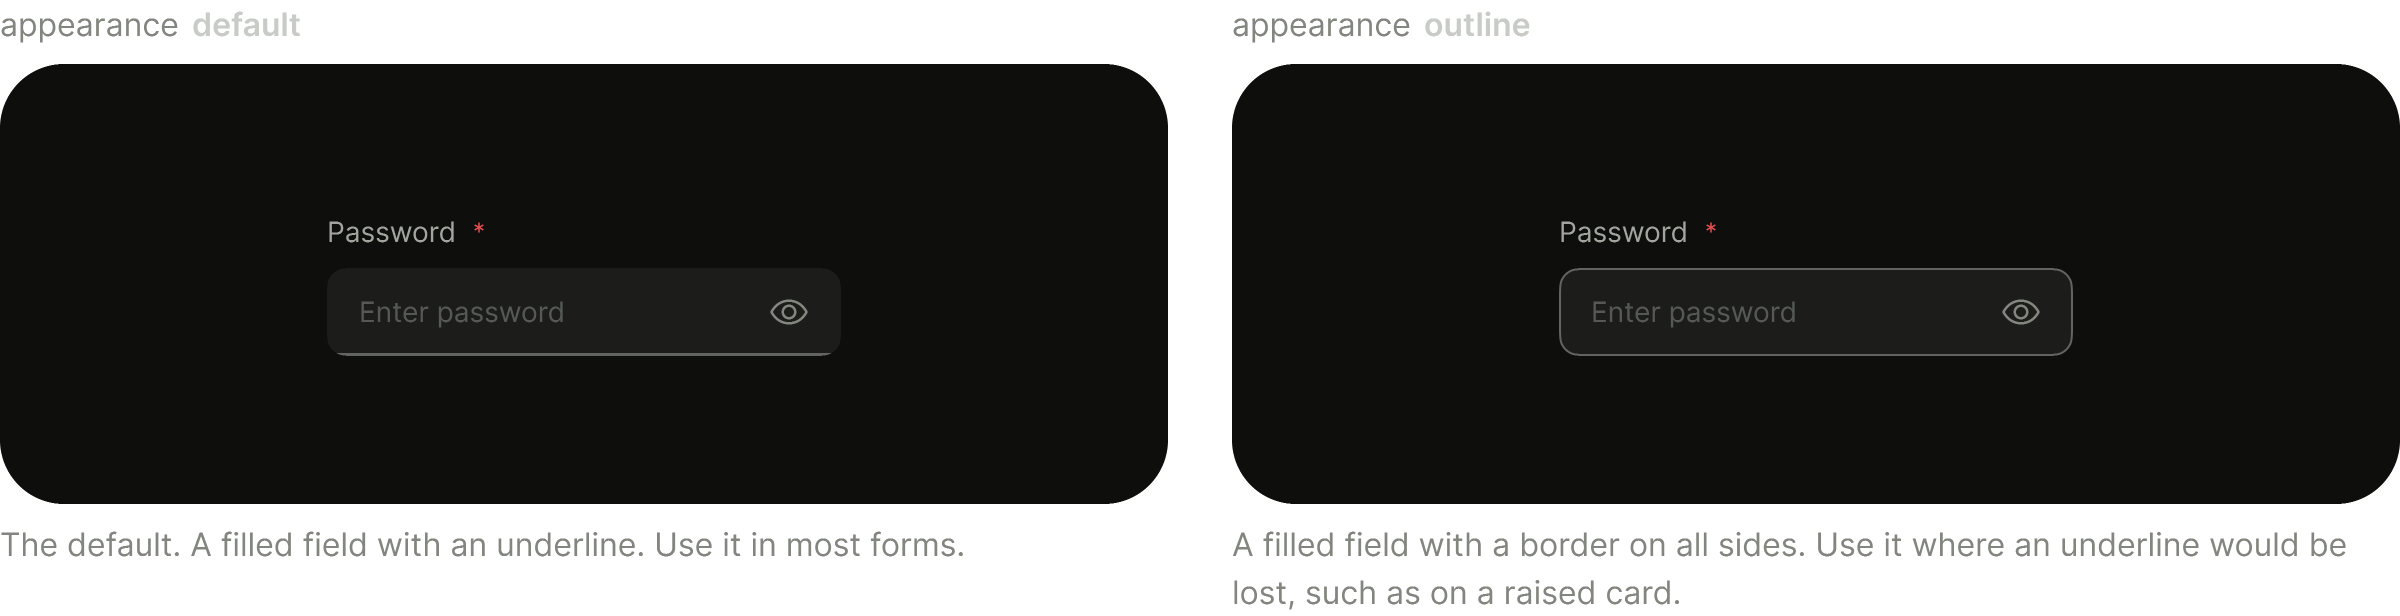 appearance default
Password *
Enter password
The default. A filled field with an underline. Use it in most forms.
appearance outline
Password *
Enter password
A filled field with a border on all sides. Use it where an underline would be
lost, such as on a raised card.